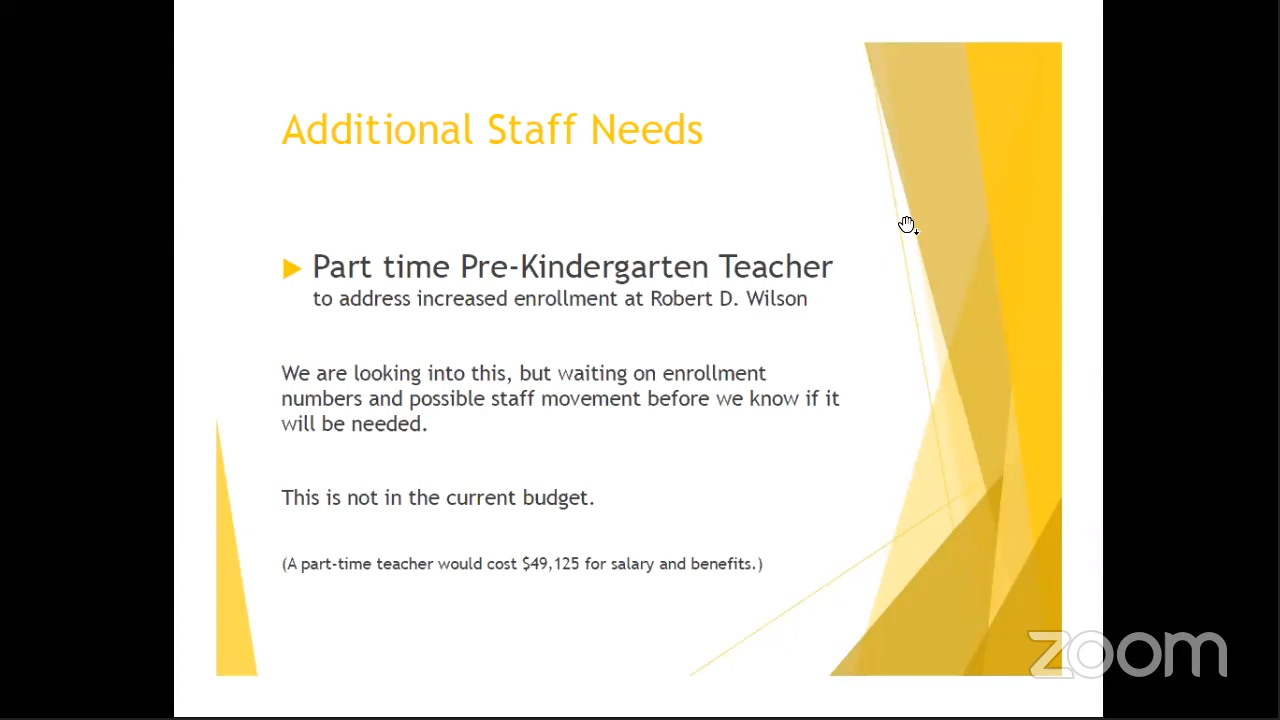 Additional Staff Needs
Part time Pre-Kindergarten Teacher
to address increased enrollment at Robert D. Wilson
We are looking into this, but waiting on enrollment
numbers and possible staff movement before we know if it
will be needed.
This is not in the current budget.
(A part-time teacher would cost $49,125 for salary and benefits.)
zoom